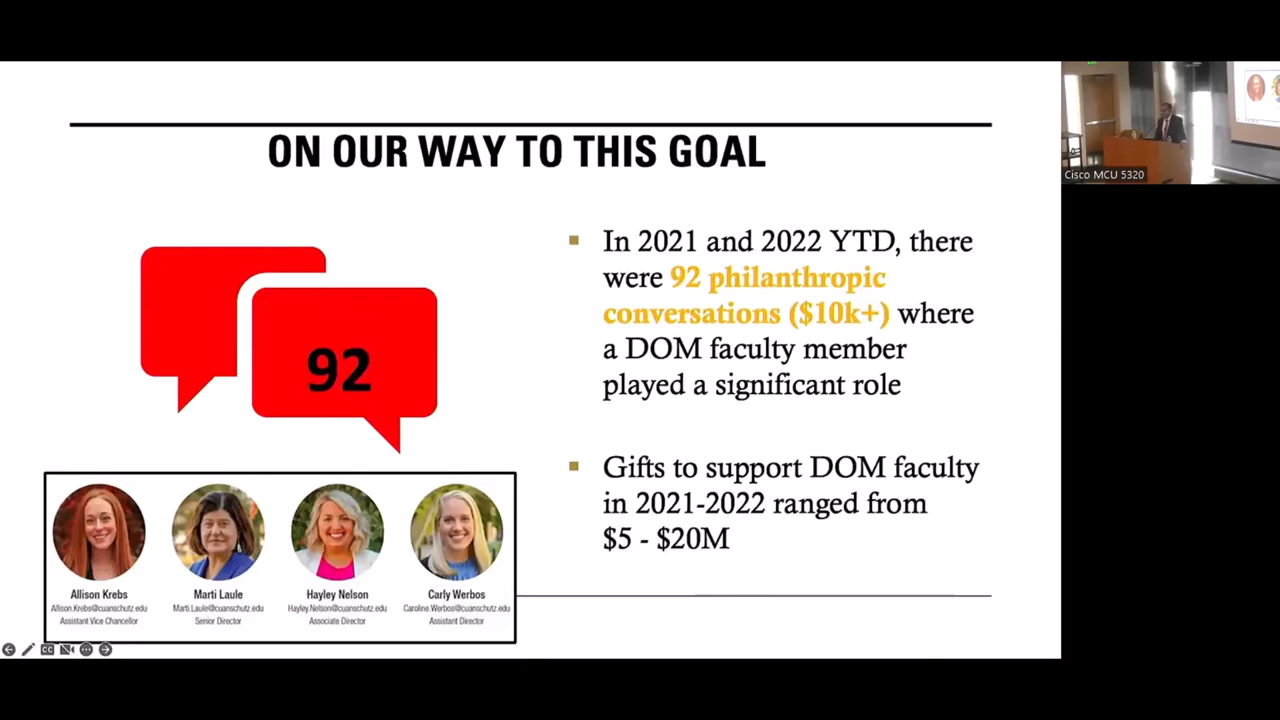 ON OUR WAY TO THIS GOAL
92
▪ In 2021 and 2022 YTD, there
were 92 philanthropic
conversations ($10k+) where
a DOM faculty member
played a significant role
▪ Gifts to support DOM faculty
in 2021-2022 ranged from
$5 - $20M
Allison Krebs
Allison.Krebs@cuanschutz.edu
Assistant Vice Chancellor
Marti Laule
Marti.Laule@cuanschutz.edu
Senior Director
Hayley Nelson
Hayley.Nelson@cuanschutz.edu
Associate Director
Carly Werbos
Caroline.Werbos@cuanschutz.edu
Assistant Director
CC
Cisco MCU 5320